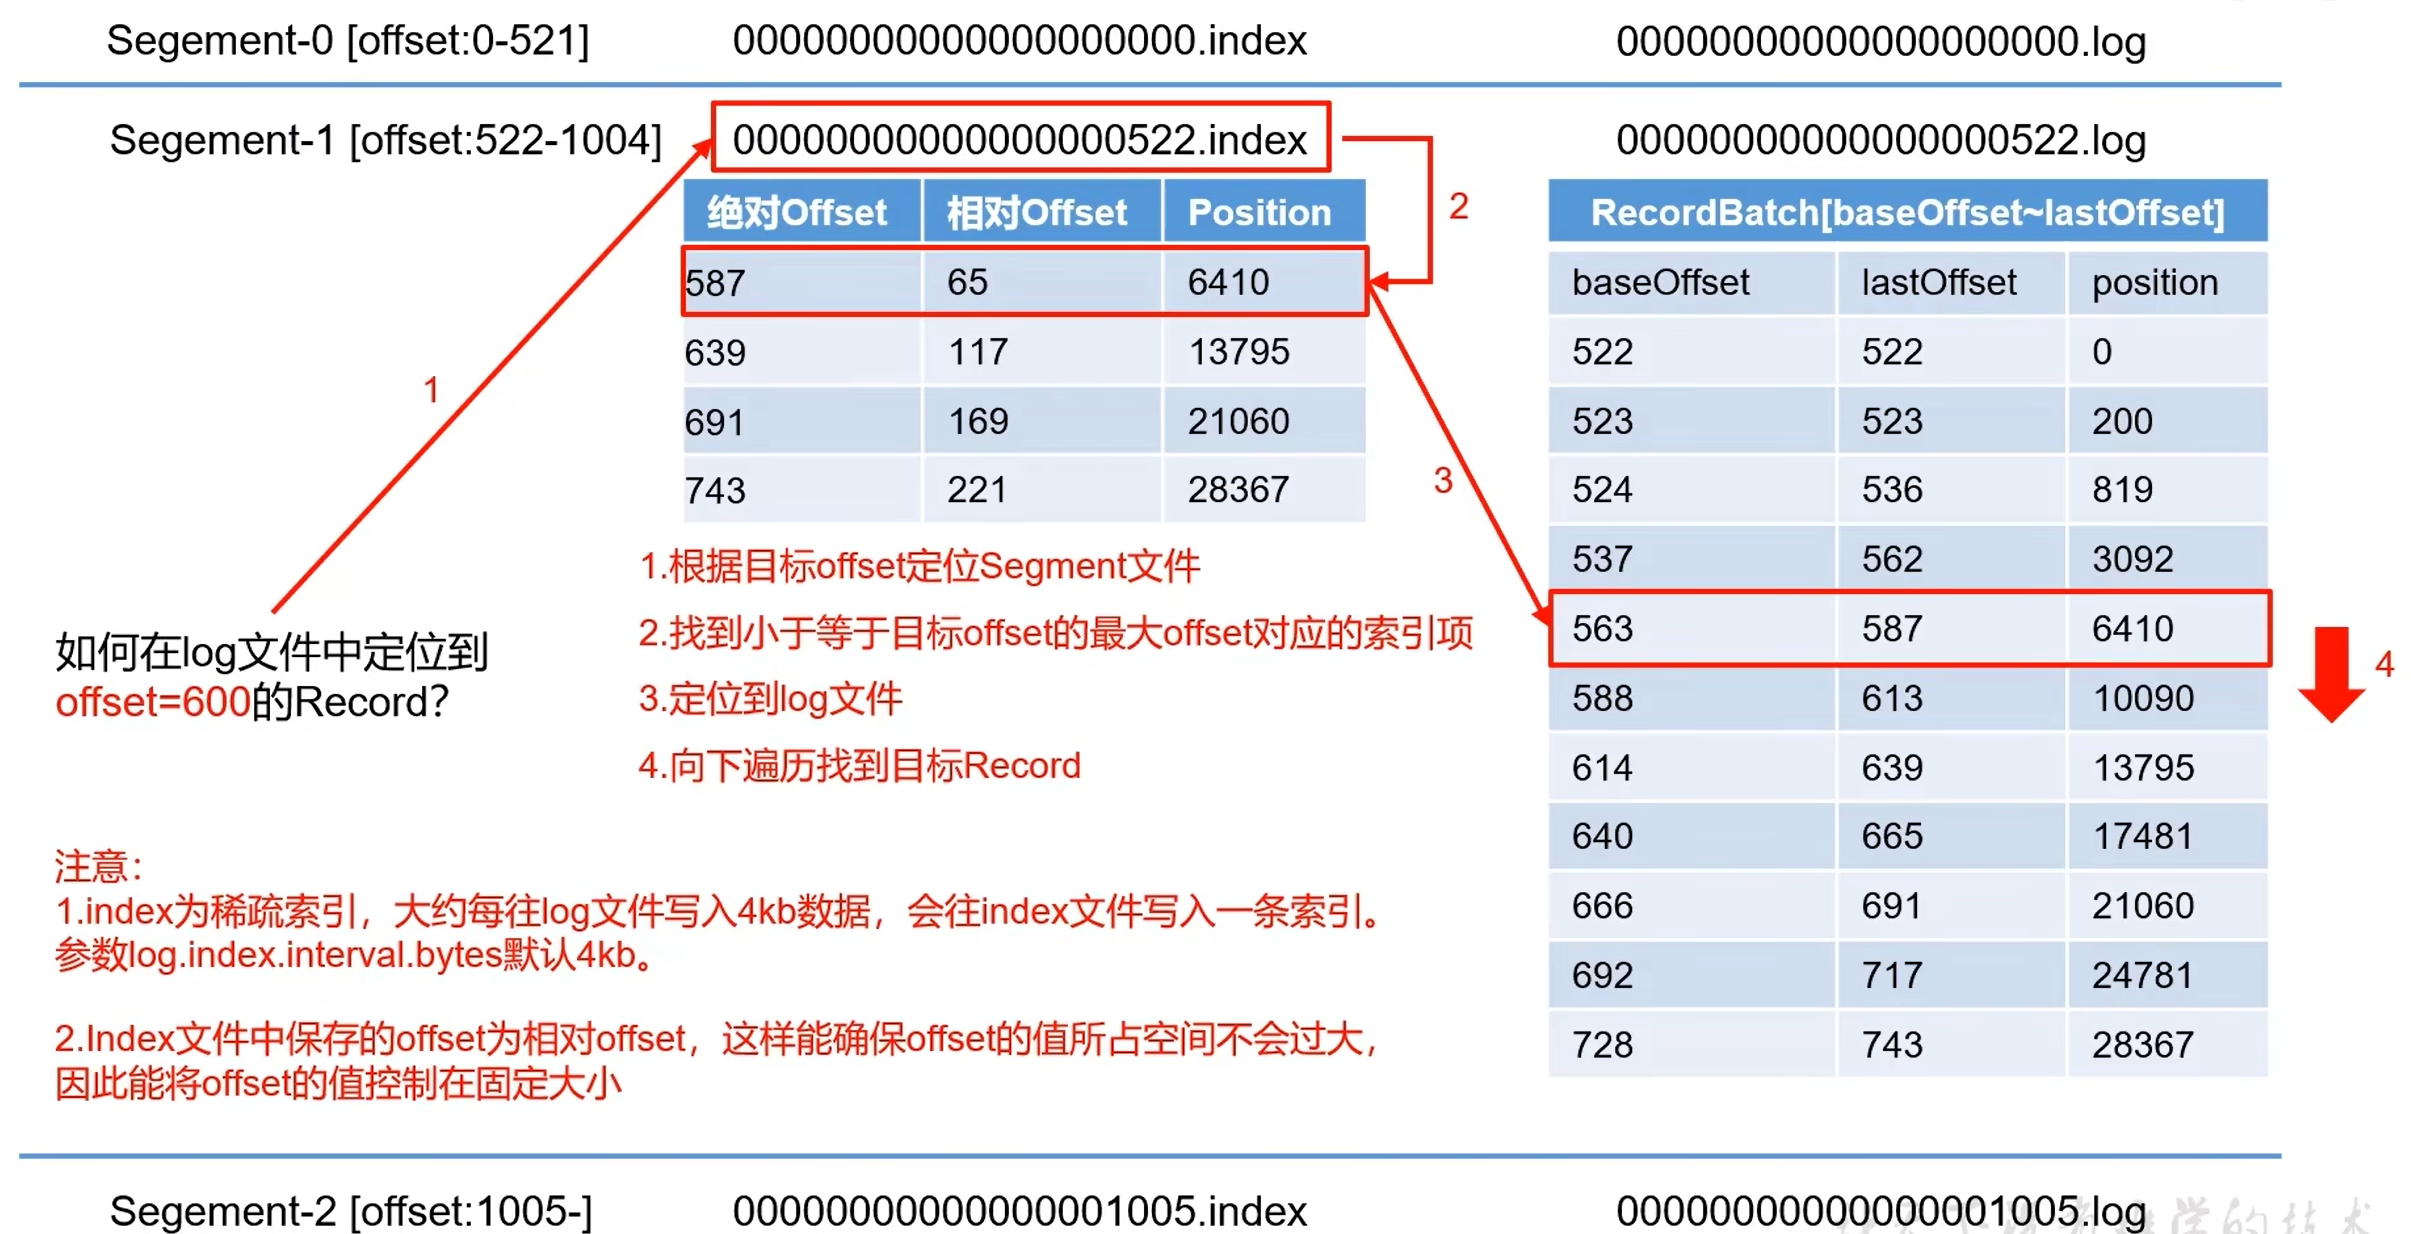 Segement-0 [offset:0-521] 00000000000000000000.index 00000000000000000000.log
Segement-1 [offset:522-1004] 00000000000000000522.index 00000000000000000522.log
绝对Offset 相对Offset Position
587 65 6410
639 117 13795
691 169 21060
743 221 28367
RecordBatch[baseOffset~lastOffset]
baseOffset lastOffset position
522 522 0
523 523 200
524 536 819
537 562 3092
563 587 6410
588 613 10090
614 639 13795
640 665 17481
666 691 21060
692 717 24781
728 743 28367
1
2
3
4
1.根据目标offset定位Segment文件
2.找到小于等于目标offset的最大offset对应的索引项
3.定位到log文件
4.向下遍历找到目标Record
如何在log文件中定位到
offset=600的Record？
注意：
1.index为稀疏索引，大约每往log文件写入4kb数据，会往index文件写入一条索引。
参数log.index.interval.bytes默认4kb。
2.Index文件中保存的offset为相对offset，这样能确保offset的值所占空间不会过大，
因此能将offset的值控制在固定大小
Segement-2 [offset:1005-] 00000000000000001005.index 00000000000000001005.log
学的技术